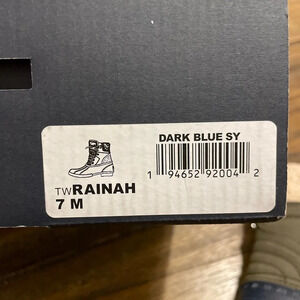 DARK BLUE SY
TWRAINAH
7 M
1 94652 92004 2